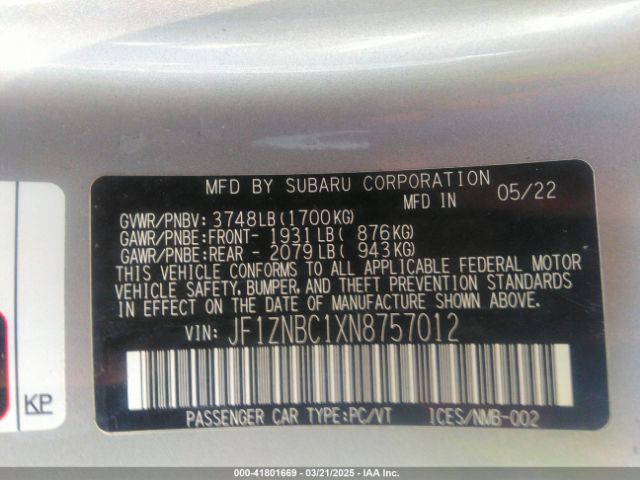 MFD BY SUBARU CORPORATION
MFD IN 05/22
GVWR/PNBV: 3748LB(1700KG)
GAWR/PNBE:FRONT- 1931LB( 876KG)
GAWR/PNBE:REAR - 2079LB( 943KG)
THIS VEHICLE CONFORMS TO ALL APPLICABLE FEDERAL MOTOR
VEHICLE SAFETY, BUMPER, AND THEFT PREVENTION STANDARDS
IN EFFECT ON THE DATE OF MANUFACTURE SHOWN ABOVE.
VIN: JF1ZNBC1XN8757012
PASSENGER CAR TYPE:PC/VT ICES/NMB-002
KP
000-41801669 — 03/21/2025 — IAA Inc.